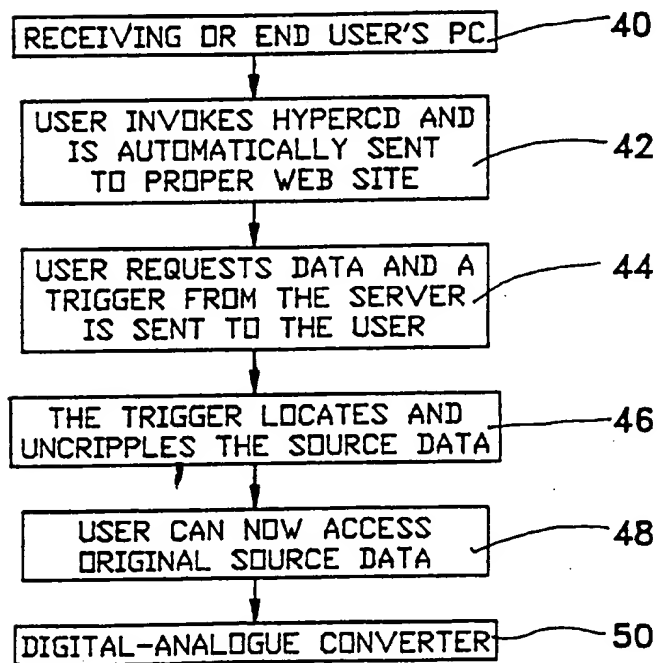 RECEIVING OR END USER'S PC. 40
USER INVOKES HYPERCD AND
IS AUTOMATICALLY SENT 42
TO PROPER WEB SITE
USER REQUESTS DATA AND A 44
TRIGGER FROM THE SERVER
IS SENT TO THE USER
THE TRIGGER LOCATES AND 46
UNCRIPPLES THE SOURCE DATA
USER CAN NOW ACCESS 48
ORIGINAL SOURCE DATA
DIGITAL-ANALOGUE CONVERTER 50